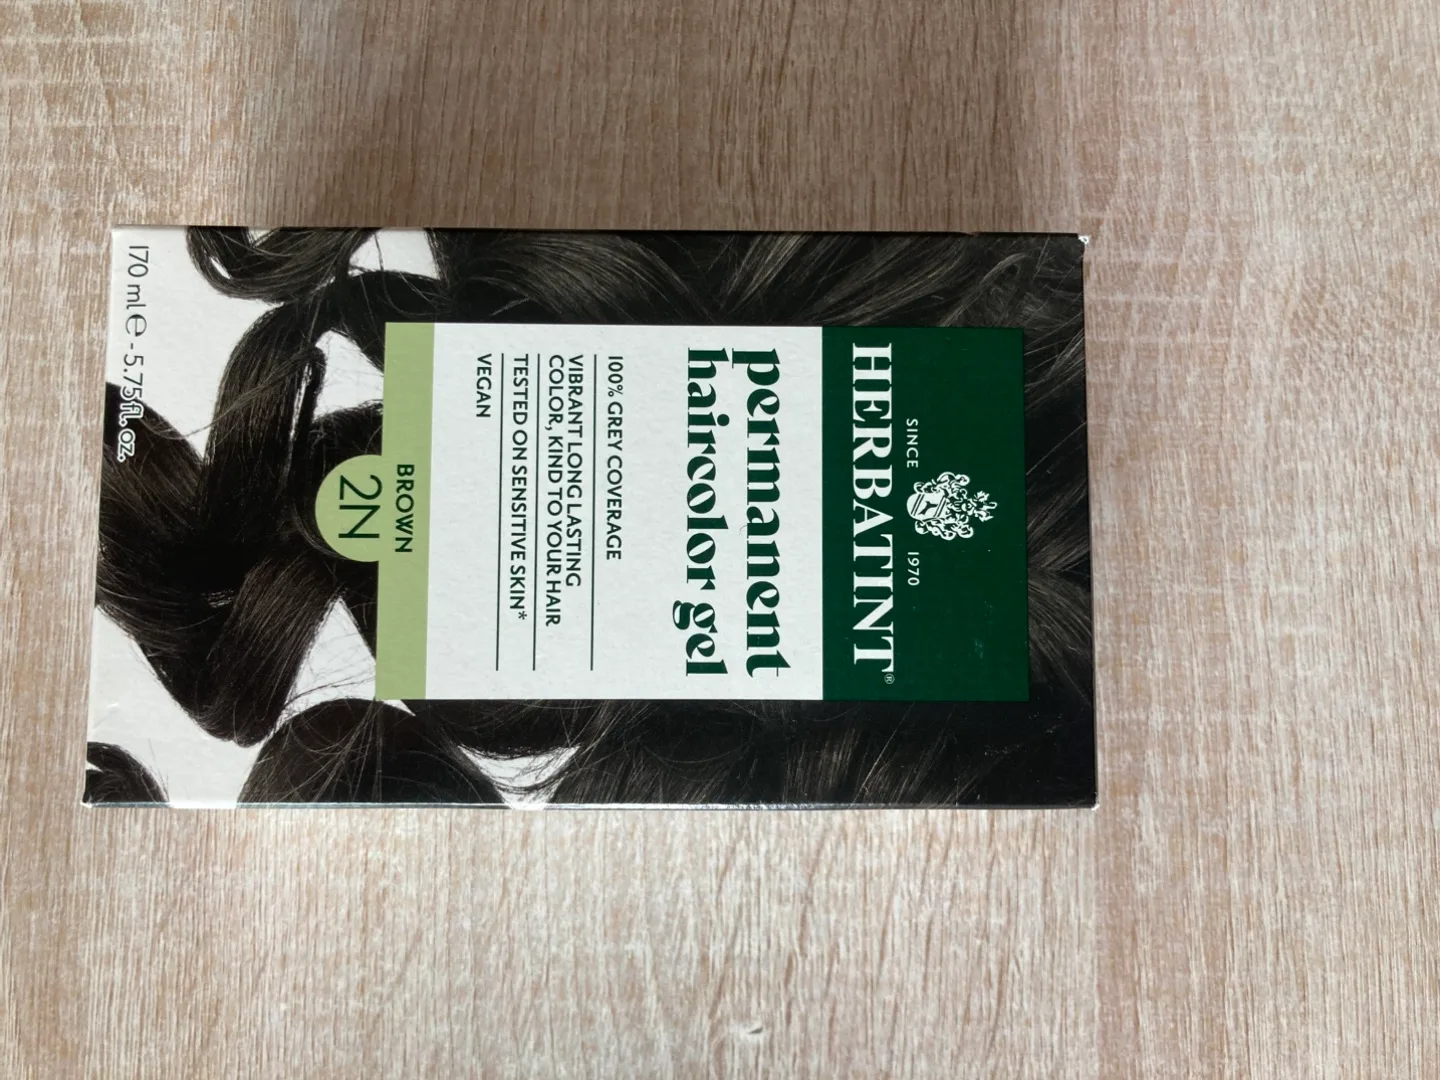 SINCE 1970
HERBATINT®
permanent
haircolor gel
100% GREY COVERAGE
VIBRANT LONG LASTING
COLOR, KIND TO YOUR HAIR
TESTED ON SENSITIVE SKIN*
VEGAN
BROWN
2N
170 ml ℮ - 5.75 fl. oz.